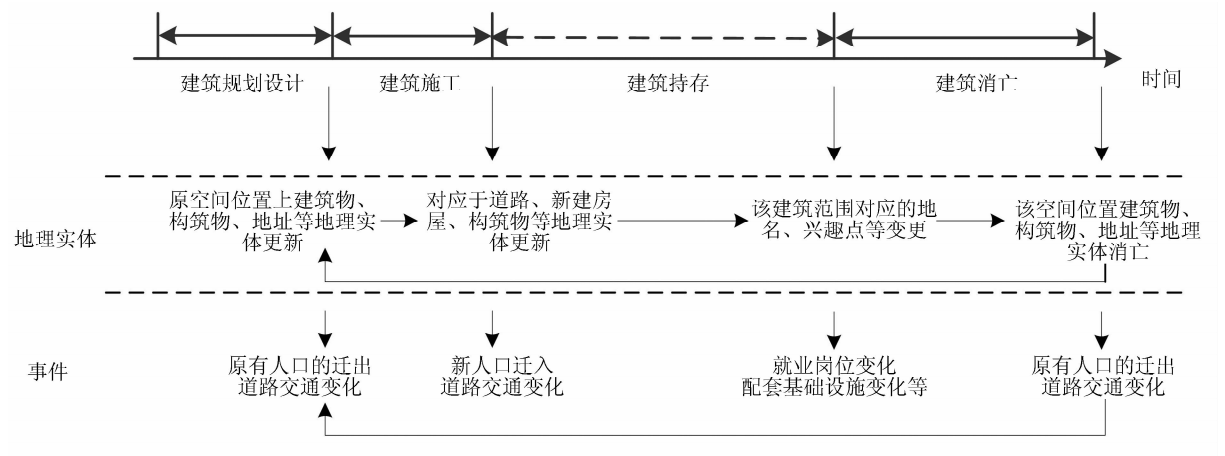 建筑规划设计
建筑施工
建筑持存
建筑消亡
时间
地理实体
原空间位置上建筑物、
构筑物、地址等地理实
体更新
对应于道路、新建房
屋、构筑物等地理实
体更新
该建筑范围对应的地
名、兴趣点等变更
该空间位置建筑物、
构筑物、地址等地理
实体消亡
事件
原有人口的迁出
道路交通变化
新人口迁入
道路交通变化
就业岗位变化
配套基础设施变化等
原有人口的迁出
道路交通变化